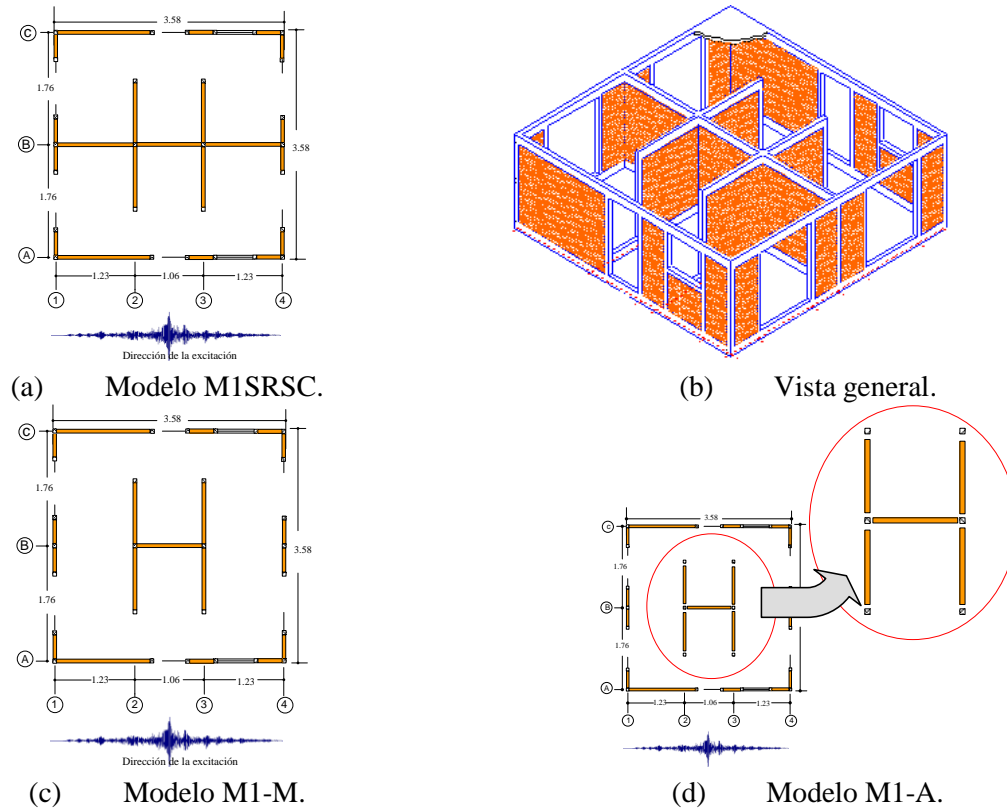 3.58
C
1.76
B
3.58
1.76
A
1.23 1.06 1.23
1 2 3 4
Dirección de la excitación
(a) Modelo M1SRSC.
(b) Vista general.
3.58
C
1.76
B
3.58
1.76
A
1.23 1.06 1.23
1 2 3 4
Dirección de la excitación
(c) Modelo M1-M.
3.58
C
1.76
B
1.76
A
1.23 1.06 1.23
1 2 3 4
(d) Modelo M1-A.